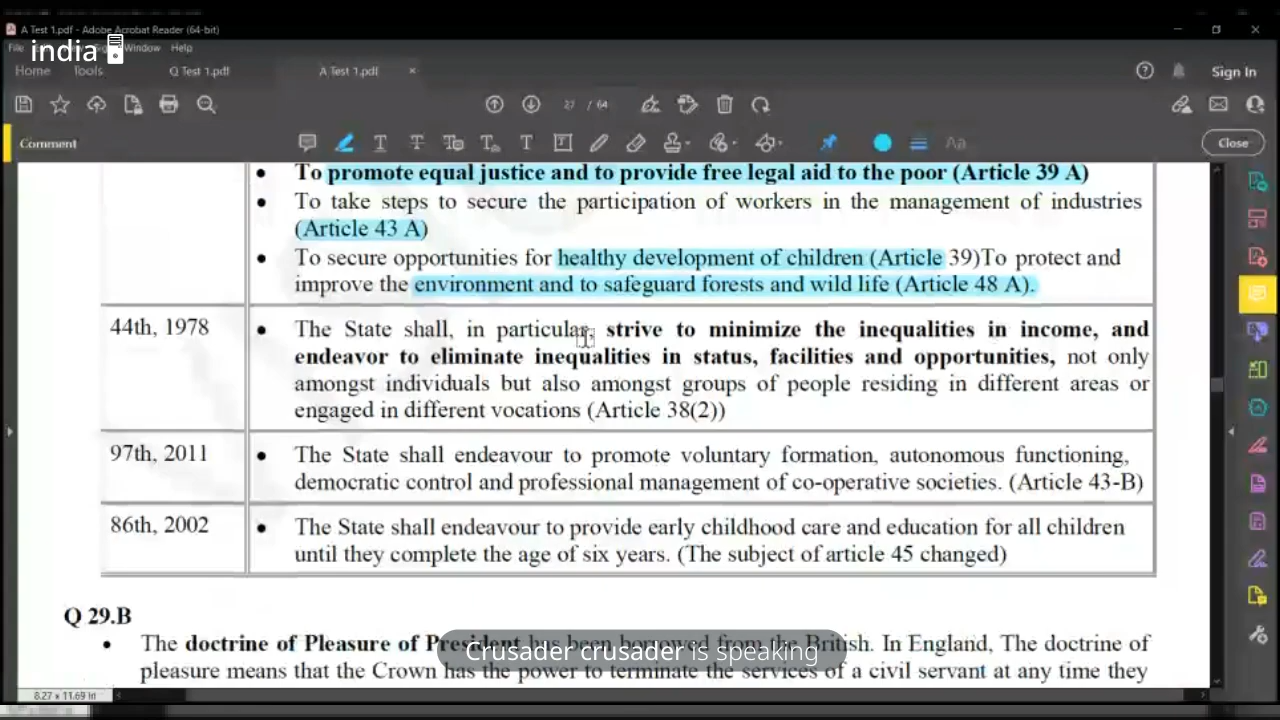 A Test 1.pdf - Adobe Acrobat Reader (64-bit)
india
File Window Help
Home Tools Q Test 1.pdf A Test 1.pdf × Sign In
27 / 64
Comment Close
• To promote equal justice and to provide free legal aid to the poor (Article 39 A)
• To take steps to secure the participation of workers in the management of industries
(Article 43 A)
• To secure opportunities for healthy development of children (Article 39)To protect and
improve the environment and to safeguard forests and wild life (Article 48 A).
44th, 1978 • The State shall, in particular, strive to minimize the inequalities in income, and
endeavor to eliminate inequalities in status, facilities and opportunities, not only
amongst individuals but also amongst groups of people residing in different areas or
engaged in different vocations (Article 38(2))
97th, 2011 • The State shall endeavour to promote voluntary formation, autonomous functioning,
democratic control and professional management of co-operative societies. (Article 43-B)
86th, 2002 • The State shall endeavour to provide early childhood care and education for all children
until they complete the age of six years. (The subject of article 45 changed)
Q 29.B
• The doctrine of Pleasure of President has been borrowed from the British. In England, The doctrine of
Crusader crusader is speaking
pleasure means that the Crown has the power to terminate the services of a civil servant at any time they
8.27 x 11.69 in